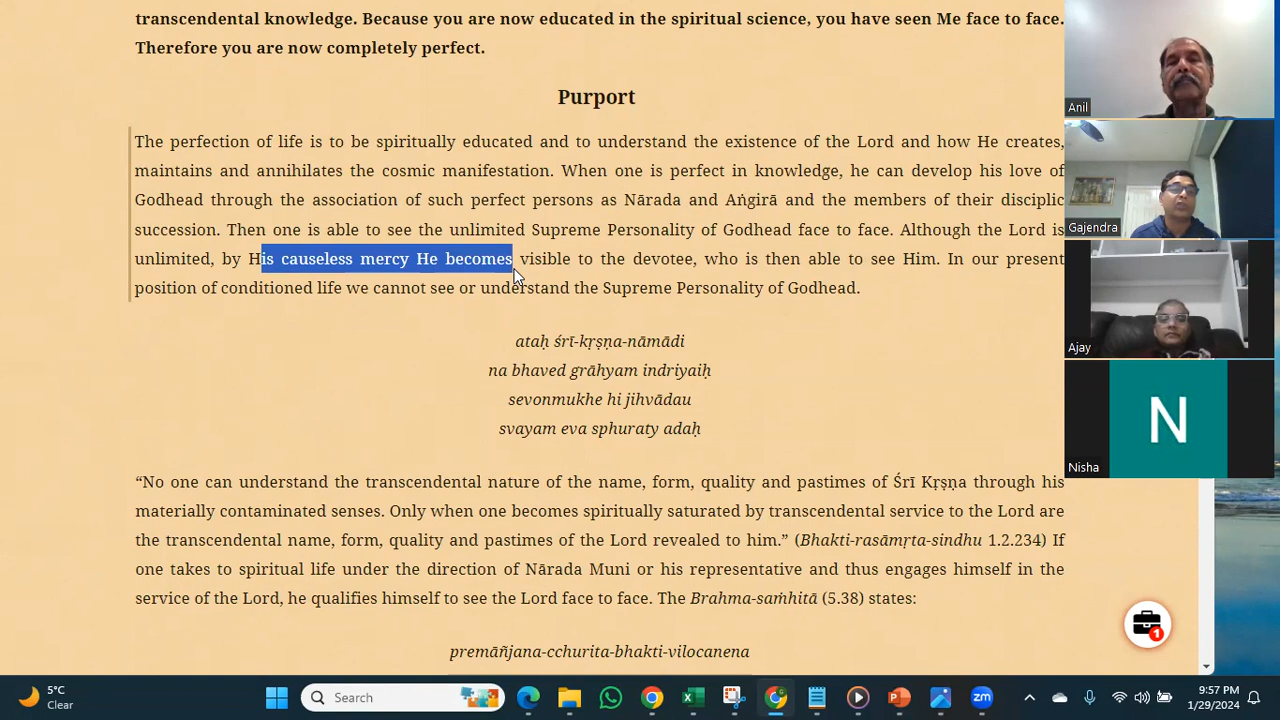 transcendental knowledge. Because you are now educated in the spiritual science, you have seen Me face to face.
Therefore you are now completely perfect.
Purport
The perfection of life is to be spiritually educated and to understand the existence of the Lord and how He creates,
maintains and annihilates the cosmic manifestation. When one is perfect in knowledge, he can develop his love of
Godhead through the association of such perfect persons as Nārada and Aṅgirā and the members of their disciplic
succession. Then one is able to see the unlimited Supreme Personality of Godhead face to face. Although the Lord is
unlimited, by His causeless mercy He becomes visible to the devotee, who is then able to see Him. In our present
position of conditioned life we cannot see or understand the Supreme Personality of Godhead.
ataḥ śrī-kṛṣṇa-nāmādi
na bhaved grāhyam indriyaiḥ
sevonmukhe hi jihvādau
svayam eva sphuraty adaḥ
“No one can understand the transcendental nature of the name, form, quality and pastimes of Śrī Kṛṣṇa through his
materially contaminated senses. Only when one becomes spiritually saturated by transcendental service to the Lord are
the transcendental name, form, quality and pastimes of the Lord revealed to him.” (Bhakti-rasāmṛta-sindhu 1.2.234) If
one takes to spiritual life under the direction of Nārada Muni or his representative and thus engages himself in the
service of the Lord, he qualifies himself to see the Lord face to face. The Brahma-saṁhitā (5.38) states:
premāñjana-cchurita-bhakti-vilocanena
Anil
Gajendra
Ajay
N
Nisha
1
5°C
Clear
Search
zm
9:57 PM
1/29/2024